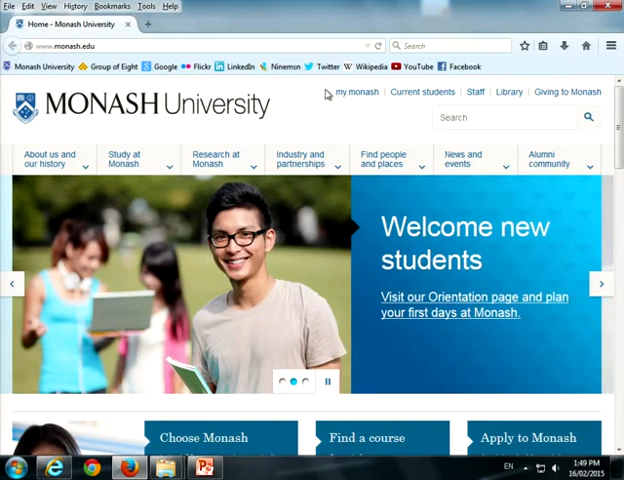 File Edit View History Bookmarks Tools Help
Home - Monash University
www.monash.edu
Search
Monash University Group of Eight Google Flickr LinkedIn Ninemsn Twitter Wikipedia YouTube Facebook
my.monash Current students Staff Library Giving to Monash
MONASH University
Search
About us and
our history
Study at
Monash
Research at
Monash
Industry and
partnerships
Find people
and places
News and
events
Alumni
community
Welcome new
students
Visit our Orientation page and plan
your first days at Monash.
Choose Monash
Find a course
Apply to Monash
EN
1:49 PM
16/02/2015